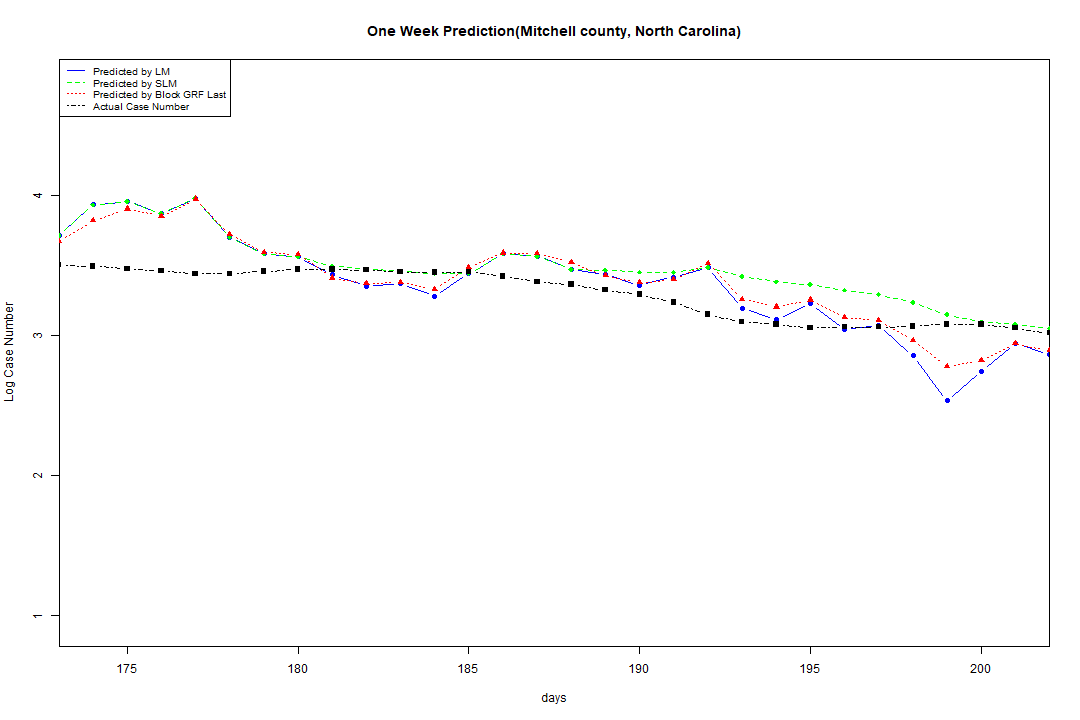 One Week Prediction(Mitchell county, North Carolina)
Predicted by LM
Predicted by SLM
Predicted by Block GRF Last
Actual Case Number
4
3
2
1
Log Case Number
175 180 185 190 195 200
days